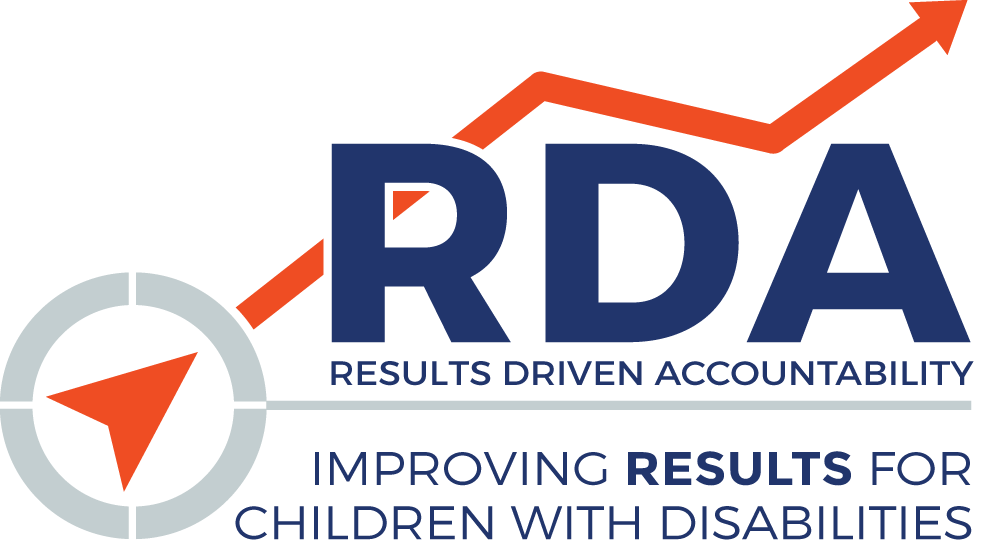 RDA
RESULTS DRIVEN ACCOUNTABILITY
IMPROVING RESULTS FOR
CHILDREN WITH DISABILITIES